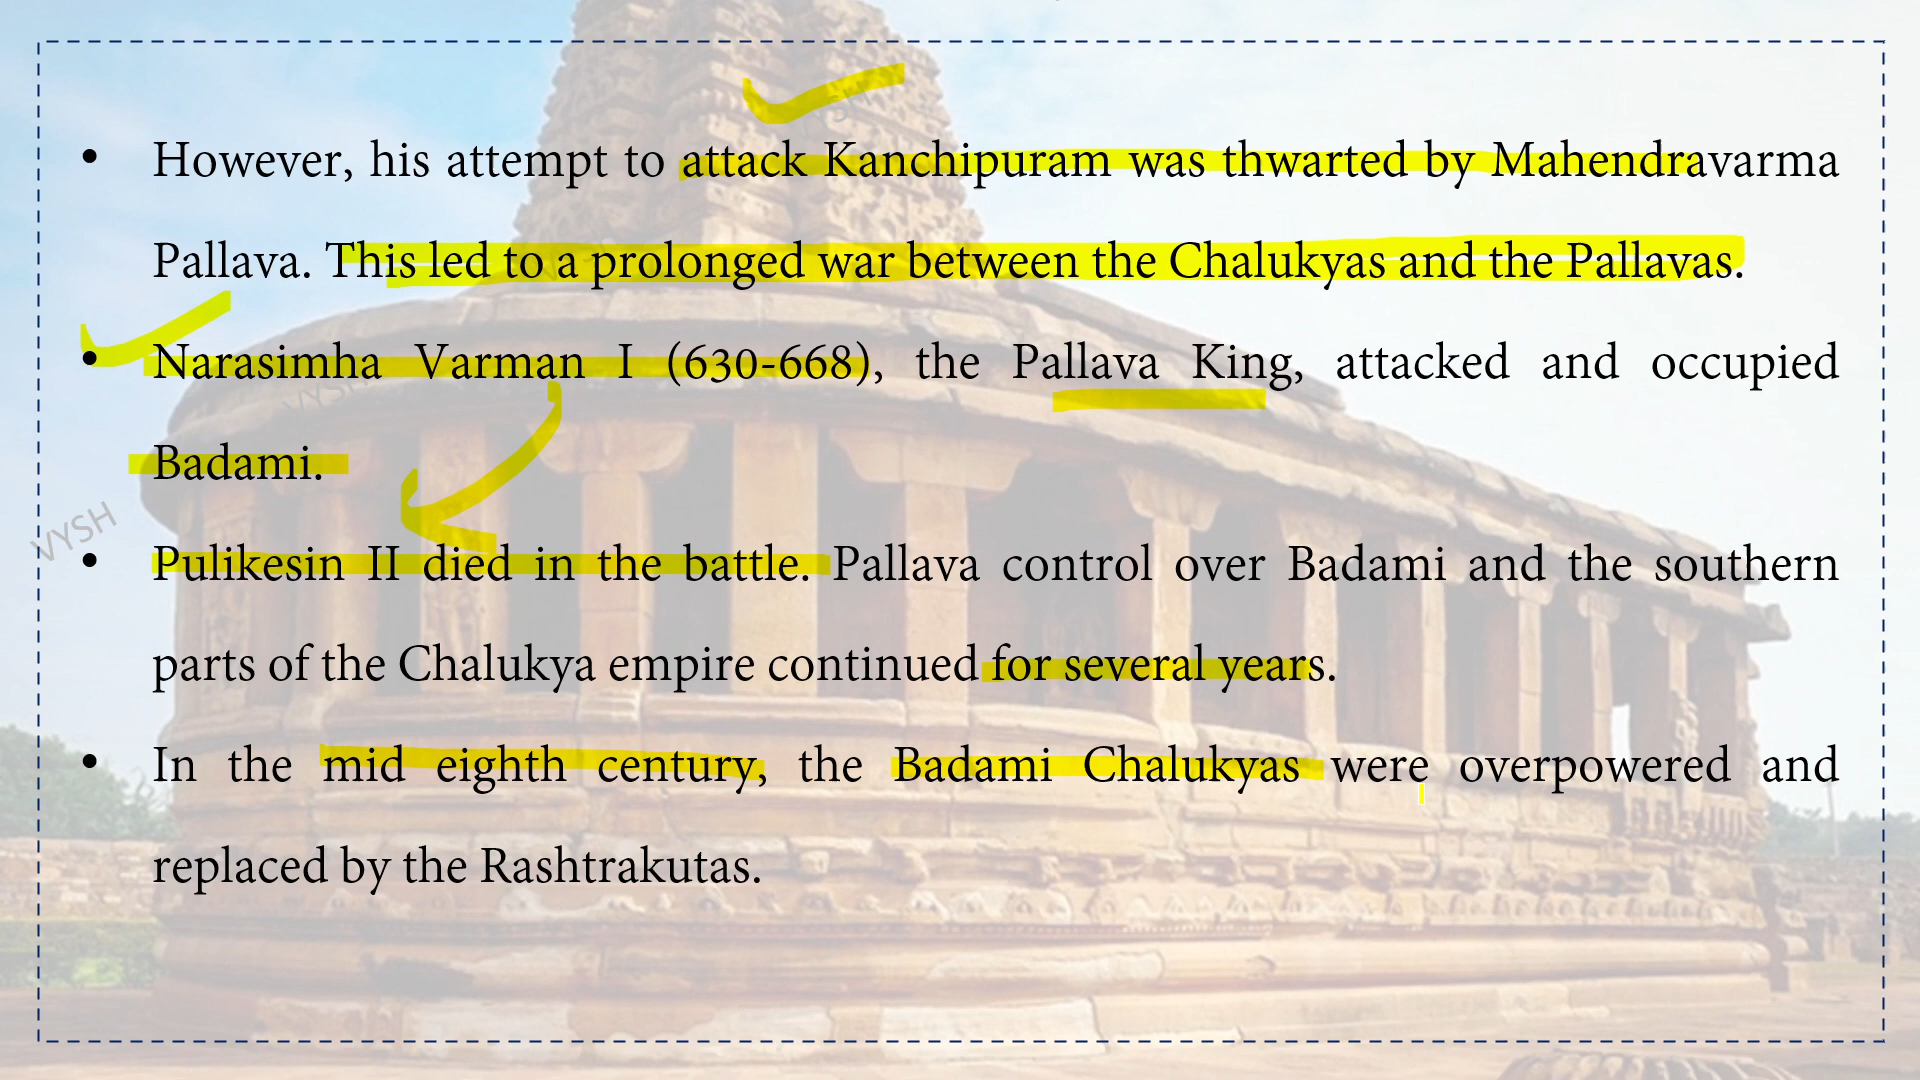 • However, his attempt to attack Kanchipuram was thwarted by Mahendravarma
Pallava. This led to a prolonged war between the Chalukyas and the Pallavas.
• Narasimha Varman I (630-668), the Pallava King, attacked and occupied
Badami.
VYSH
• Pulikesin II died in the battle. Pallava control over Badami and the southern
parts of the Chalukya empire continued for several years.
• In the mid eighth century, the Badami Chalukyas were overpowered and
replaced by the Rashtrakutas.